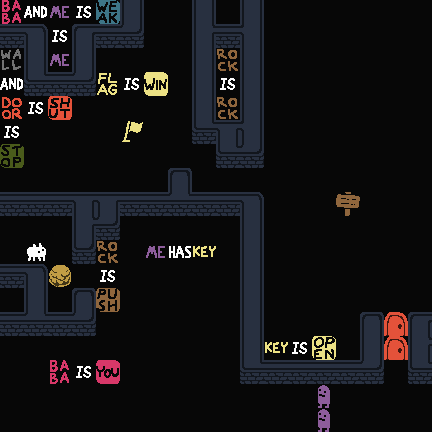 BABA AND ME IS WEAK
IS
WALL ME ROCK
AND FLAG IS WIN IS
DOOR IS SHUT ROCK
IS
STOP
ROCK ME HAS KEY
IS
PUSH
KEY IS OPEN
BABA IS YOU